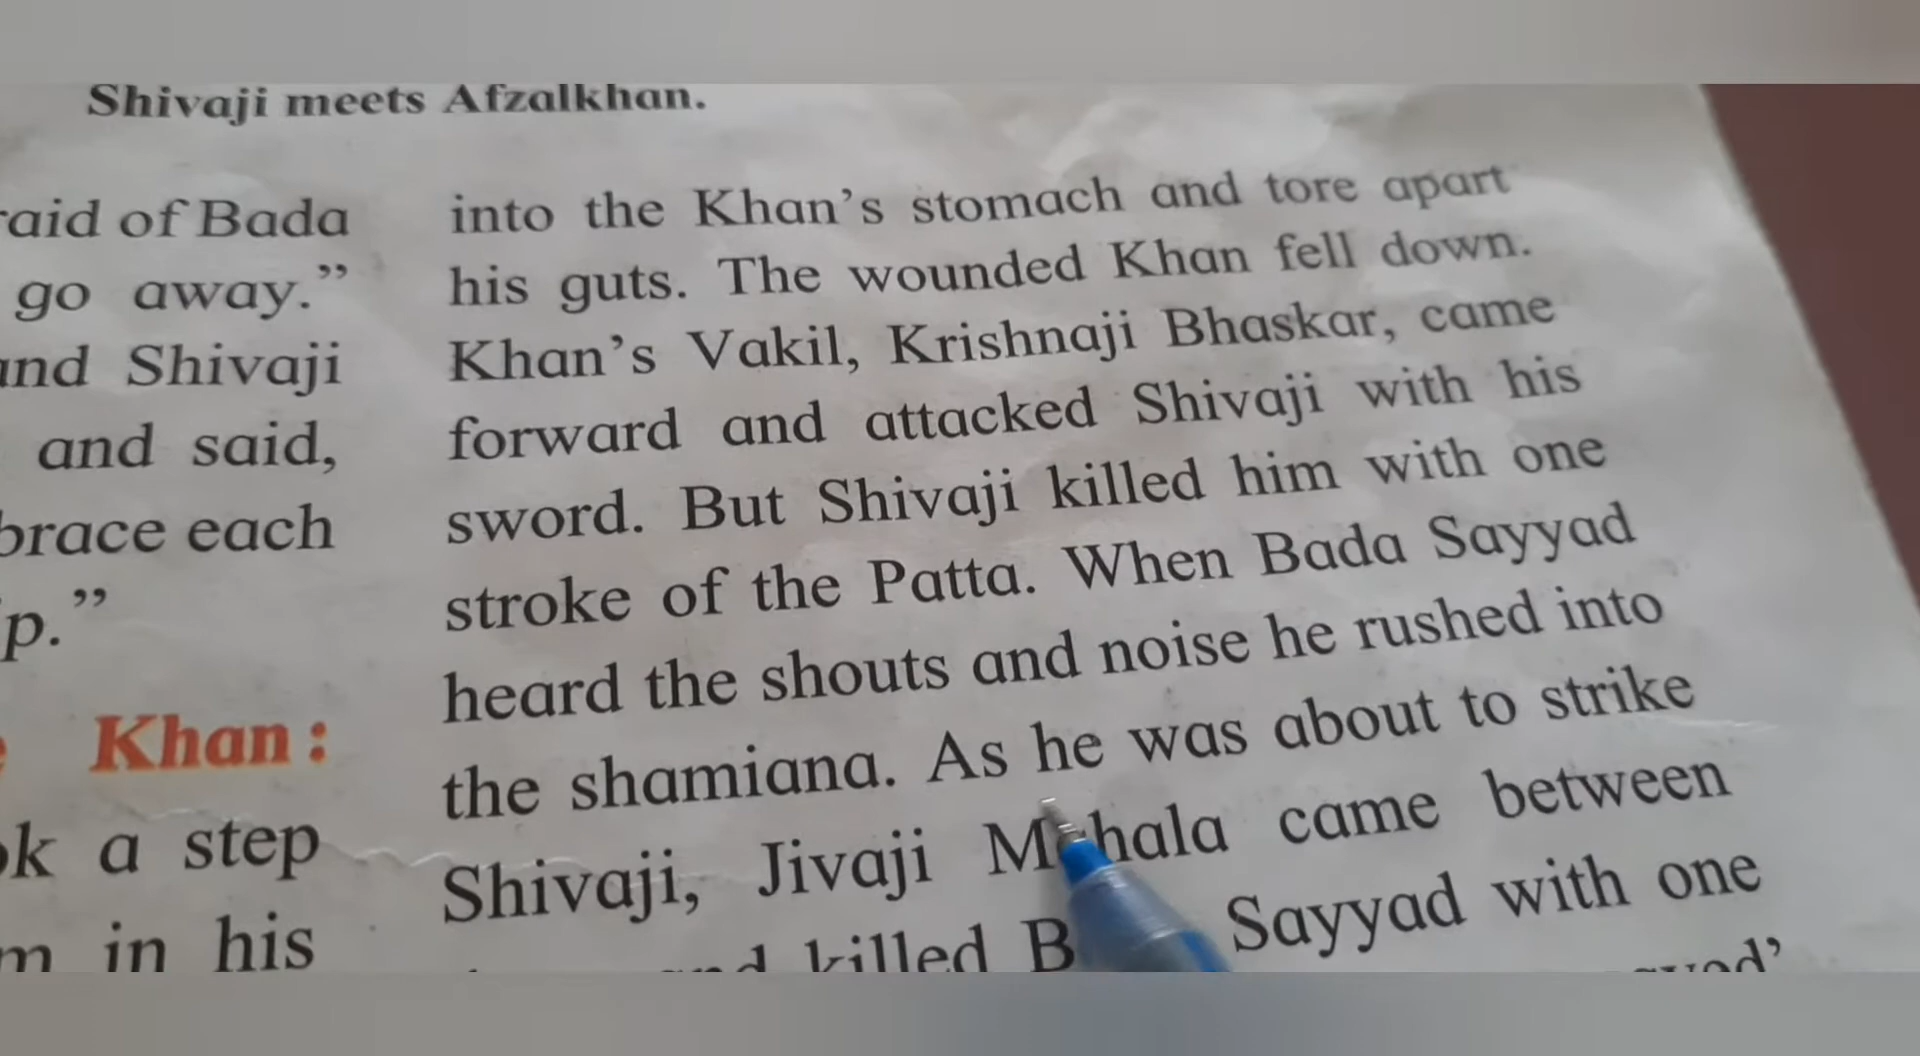 Shivaji meets Afzalkhan.
of Bada
go away.”
Shivaji
and said,
each
Khan :
a step
in his
into the Khan’s stomach and tore apart
his guts. The wounded Khan fell down.
Khan’s Vakil, Krishnaji Bhaskar, came
forward and attacked Shivaji with his
sword. But Shivaji killed him with one
stroke of the Patta. When Bada Sayyad
heard the shouts and noise he rushed into
the shamiana. As he was about to strike
Shivaji, Jivaji Mahala came between
killed Sayyad with one